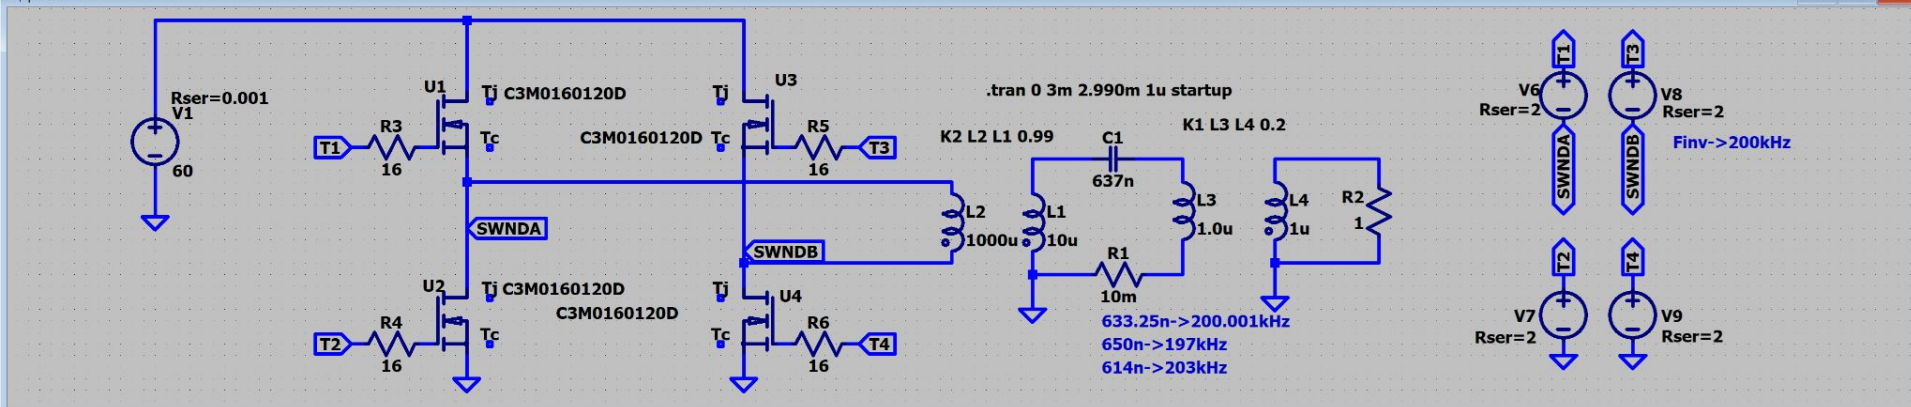 Rser=0.001
V1
60
T1
R3
16
U1
Tj
C3M0160120D
Tc
SWNDA
T2
R4
16
U2
Tj
C3M0160120D
Tc
U3
Tj
C3M0160120D
Tc
R5
16
T3
SWNDB
C3M0160120D
Tj
U4
Tc
R6
16
T4
.tran 0 3m 2.990m 1u startup
K2 L2 L1 0.99
K1 L3 L4 0.2
L2
1000u
L1
10u
C1
637n
L3
1.0u
R1
10m
L4
1u
R2
1
633.25n->200.001kHz
650n->197kHz
614n->203kHz
T1
V6
Rser=2
SWNDA
T3
V8
Rser=2
SWNDB
Finv->200kHz
T2
V7
Rser=2
T4
V9
Rser=2